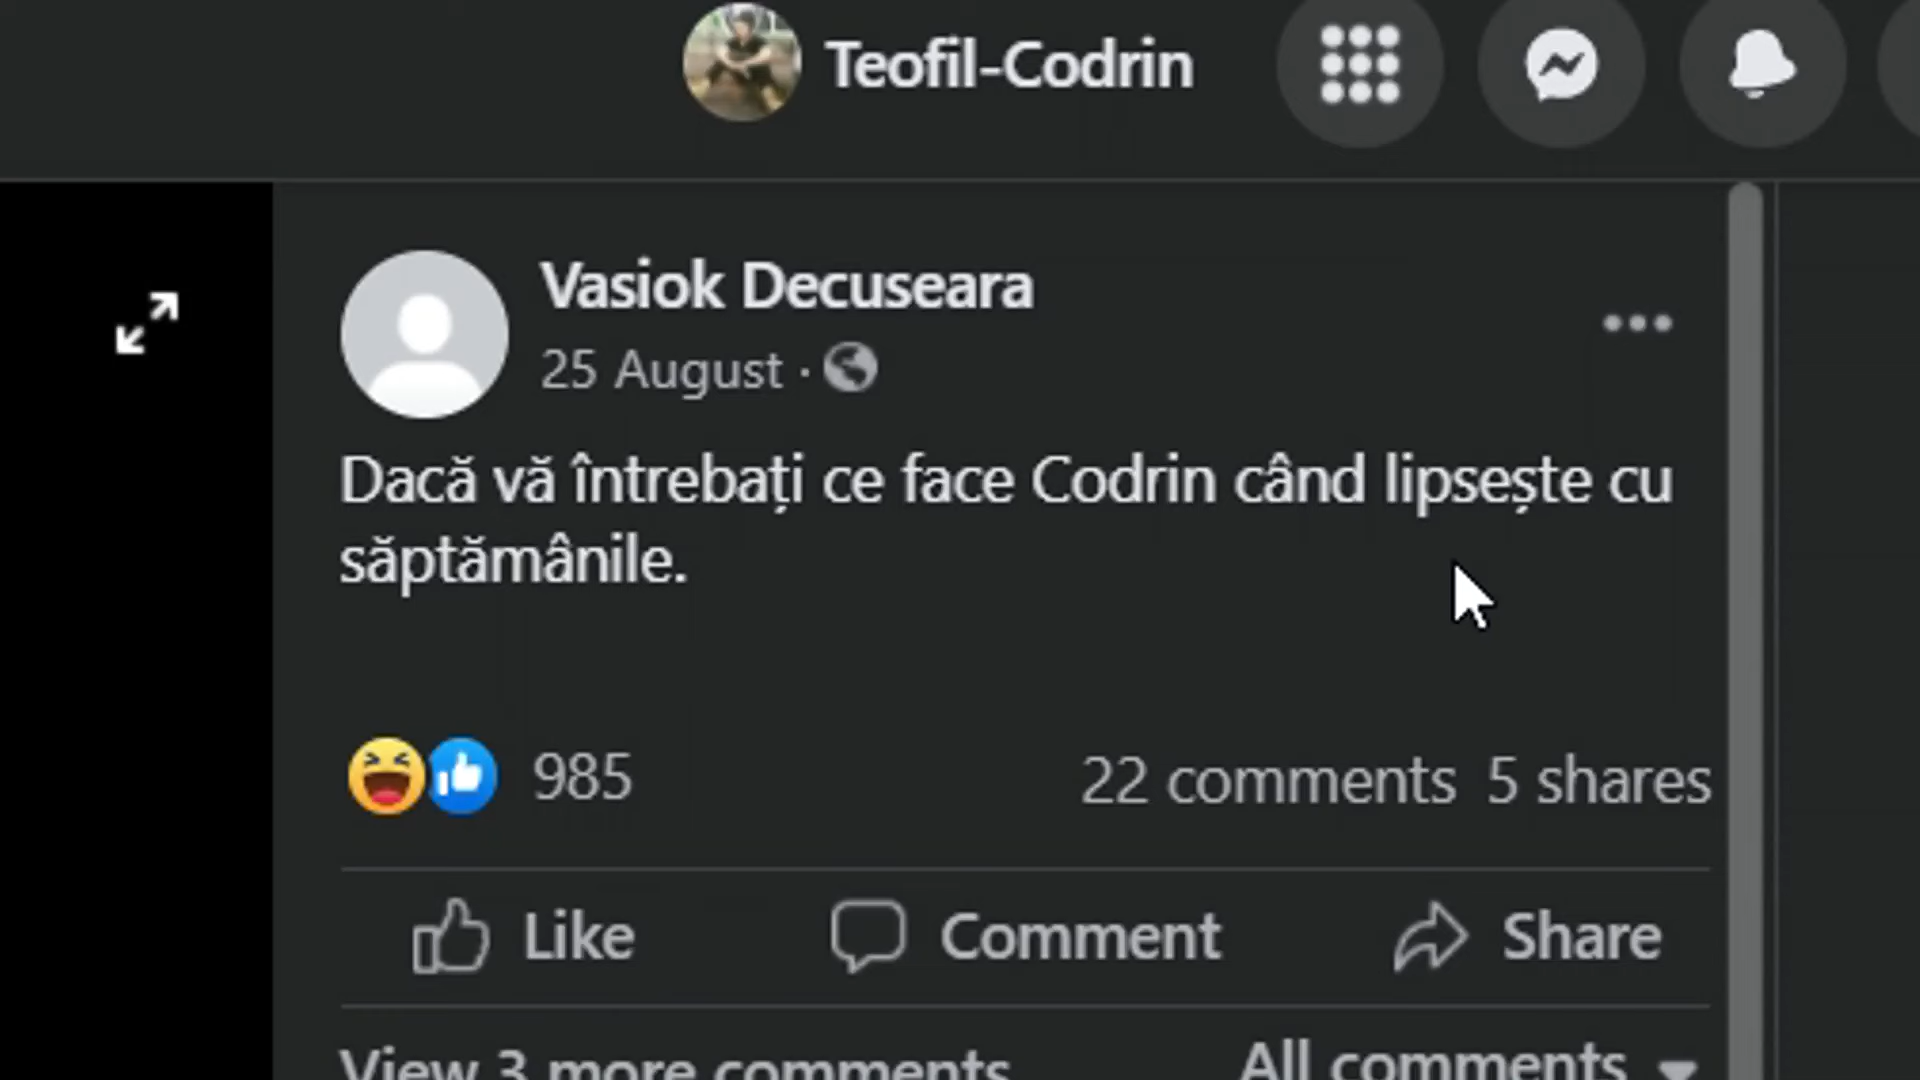 Teofil-Codrin
Vasiok Decuseara
25 August ·
Dacă vă întrebați ce face Codrin când lipsește cu
săptămânile.
985
22 comments 5 shares
Like
Comment
Share
View 3 more comments
All comments